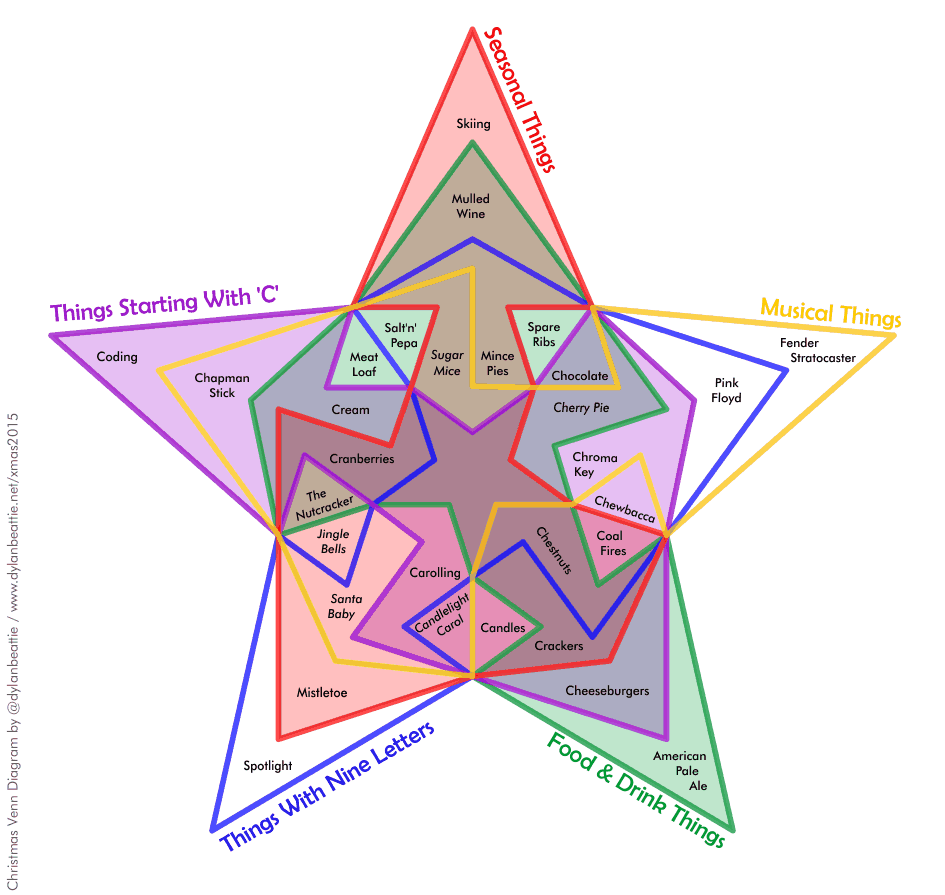 Seasonal Things
Skiing
Mulled
Wine
Things Starting With 'C'
Musical Things
Salt'n'
Pepa
Spare
Ribs
Fender
Stratocaster
Coding
Meat
Loaf
Sugar
Mice
Mince
Pies
Chocolate
Chapman
Stick
Pink
Floyd
Cream
Cherry Pie
Cranberries
Chroma
Key
The
Nutcracker
Chewbacca
Jingle
Bells
Coal
Fires
Chestnuts
Carolling
Santa
Baby
Candlelight
Carol
Candles
Crackers
Mistletoe
Cheeseburgers
Spotlight
American
Pale
Ale
Things With Nine Letters
Food & Drink Things
Christmas Venn Diagram by @dylanbeattie / www.dylanbeattie.net/xmas2015